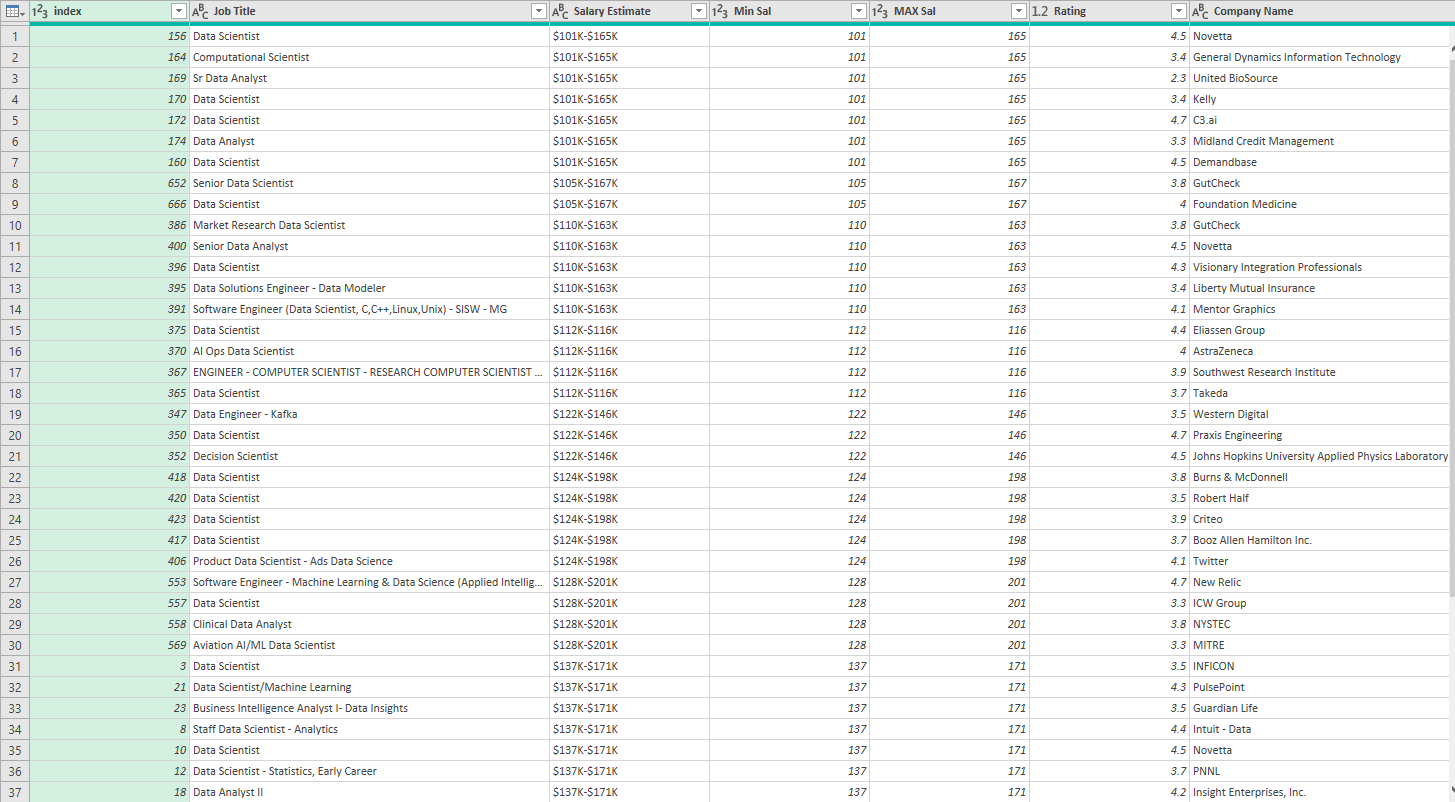 1²3 index A^B_C Job Title A^B_C Salary Estimate 1²3 Min Sal 1²3 MAX Sal 1.2 Rating A^B_C Company Name
1 156 Data Scientist $101K-$165K 101 165 4.5 Novetta
2 164 Computational Scientist $101K-$165K 101 165 3.4 General Dynamics Information Technology
3 169 Sr Data Analyst $101K-$165K 101 165 2.3 United BioSource
4 170 Data Scientist $101K-$165K 101 165 3.4 Kelly
5 172 Data Scientist $101K-$165K 101 165 4.7 C3.ai
6 174 Data Analyst $101K-$165K 101 165 3.3 Midland Credit Management
7 160 Data Scientist $101K-$165K 101 165 4.5 Demandbase
8 652 Senior Data Scientist $105K-$167K 105 167 3.8 GutCheck
9 666 Data Scientist $105K-$167K 105 167 4 Foundation Medicine
10 386 Market Research Data Scientist $110K-$163K 110 163 3.8 GutCheck
11 400 Senior Data Analyst $110K-$163K 110 163 4.5 Novetta
12 396 Data Scientist $110K-$163K 110 163 4.3 Visionary Integration Professionals
13 395 Data Solutions Engineer - Data Modeler $110K-$163K 110 163 3.4 Liberty Mutual Insurance
14 391 Software Engineer (Data Scientist, C,C++,Linux,Unix) - SISW - MG $110K-$163K 110 163 4.1 Mentor Graphics
15 375 Data Scientist $112K-$116K 112 116 4.4 Eliassen Group
16 370 AI Ops Data Scientist $112K-$116K 112 116 4 AstraZeneca
17 367 ENGINEER - COMPUTER SCIENTIST - RESEARCH COMPUTER SCIENTIST ... $112K-$116K 112 116 3.9 Southwest Research Institute
18 365 Data Scientist $112K-$116K 112 116 3.7 Takeda
19 347 Data Engineer - Kafka $122K-$146K 122 146 3.5 Western Digital
20 350 Data Scientist $122K-$146K 122 146 4.7 Praxis Engineering
21 352 Decision Scientist $122K-$146K 122 146 4.5 Johns Hopkins University Applied Physics Laboratory
22 418 Data Scientist $124K-$198K 124 198 3.8 Burns & McDonnell
23 420 Data Scientist $124K-$198K 124 198 3.5 Robert Half
24 423 Data Scientist $124K-$198K 124 198 3.9 Criteo
25 417 Data Scientist $124K-$198K 124 198 3.7 Booz Allen Hamilton Inc.
26 406 Product Data Scientist - Ads Data Science $124K-$198K 124 198 4.1 Twitter
27 553 Software Engineer - Machine Learning & Data Science (Applied Intellig... $128K-$201K 128 201 4.7 New Relic
28 557 Data Scientist $128K-$201K 128 201 3.3 ICW Group
29 558 Clinical Data Analyst $128K-$201K 128 201 3.8 NYSTEC
30 569 Aviation AI/ML Data Scientist $128K-$201K 128 201 3.3 MITRE
31 3 Data Scientist $137K-$171K 137 171 3.5 INFICON
32 21 Data Scientist/Machine Learning $137K-$171K 137 171 4.3 PulsePoint
33 23 Business Intelligence Analyst I- Data Insights $137K-$171K 137 171 3.5 Guardian Life
34 8 Staff Data Scientist - Analytics $137K-$171K 137 171 4.4 Intuit - Data
35 10 Data Scientist $137K-$171K 137 171 4.5 Novetta
36 12 Data Scientist - Statistics, Early Career $137K-$171K 137 171 3.7 PNNL
37 18 Data Analyst II $137K-$171K 137 171 4.2 Insight Enterprises, Inc.